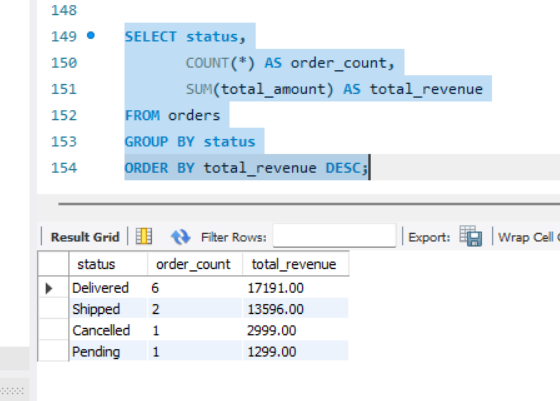 148
149 SELECT status,
150 COUNT(*) AS order_count,
151 SUM(total_amount) AS total_revenue
152 FROM orders
153 GROUP BY status
154 ORDER BY total_revenue DESC;
Result Grid Filter Rows: Export: Wrap Cell
status order_count total_revenue
Delivered 6 17191.00
Shipped 2 13596.00
Cancelled 1 2999.00
Pending 1 1299.00